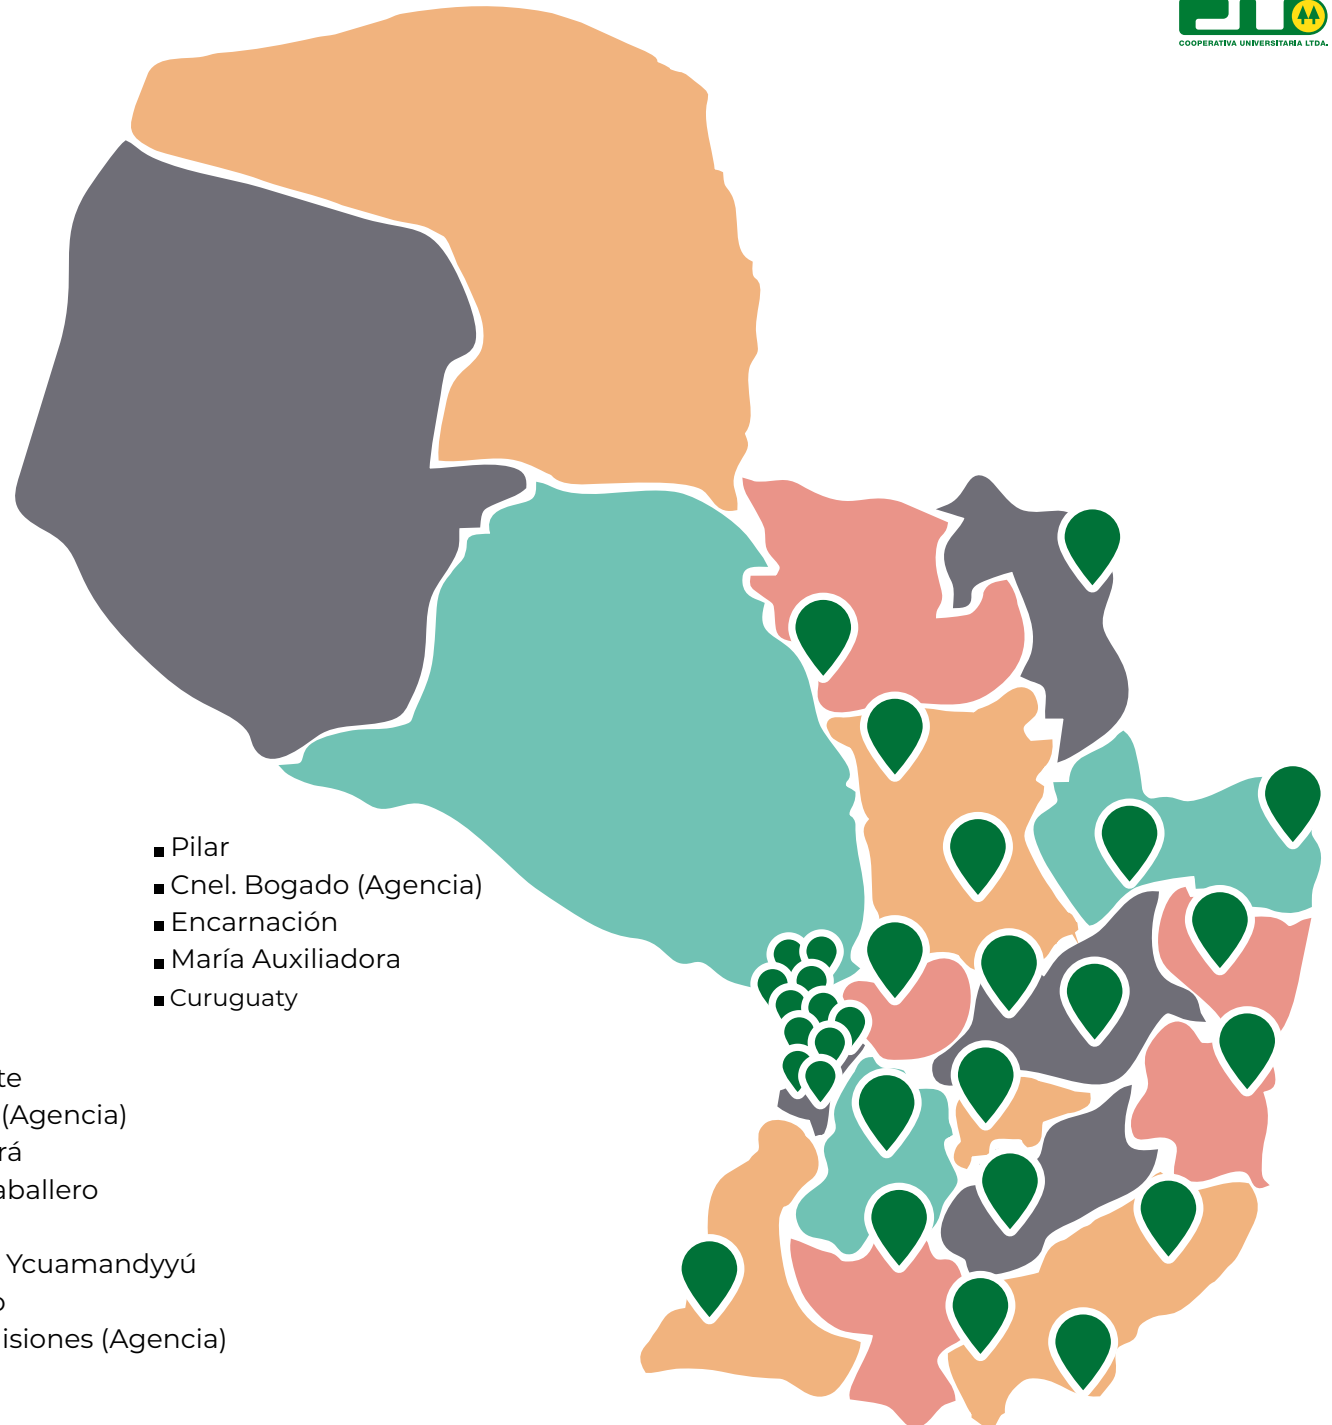 COOPERATIVA UNIVERSITARIA LTDA.
Pilar
Cnel. Bogado (Agencia)
Encarnación
María Auxiliadora
Curuguaty
te
(Agencia)
rá
aballero
Ycuamandyyú
o
isiones (Agencia)